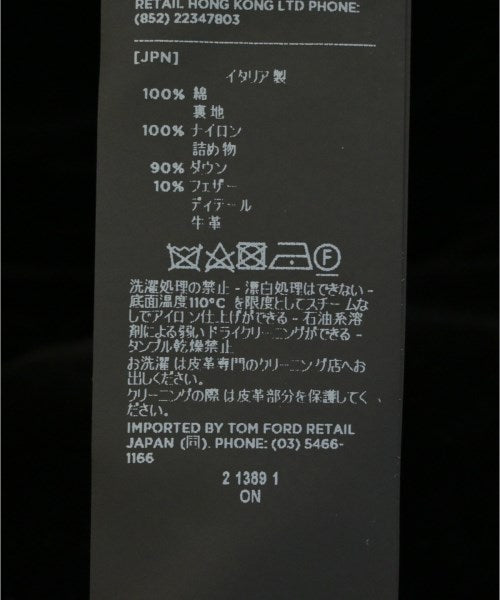 RETAIL HONG KONG LTD PHONE:
(852) 22347803
[JPN]
イタリア製
100% 綿
裏地
100% ナイロン
詰め物
90% ダウン
10% フェザー
ディテール
牛革
F
洗濯処理の禁止 - 漂白処理はできない -
底面温度110°C を限度としてスチームな
しでアイロン仕上げができる - 石油系溶
剤による弱いドライクリーニングができる -
タンブル乾燥禁止
お洗濯は皮革専門のクリーニング店へお
出しください。
クリーニングの際は皮革部分を保護してく
ださい。
IMPORTED BY TOM FORD RETAIL
JAPAN (同). PHONE: (03) 5466-
1166
2 1389 1
ON